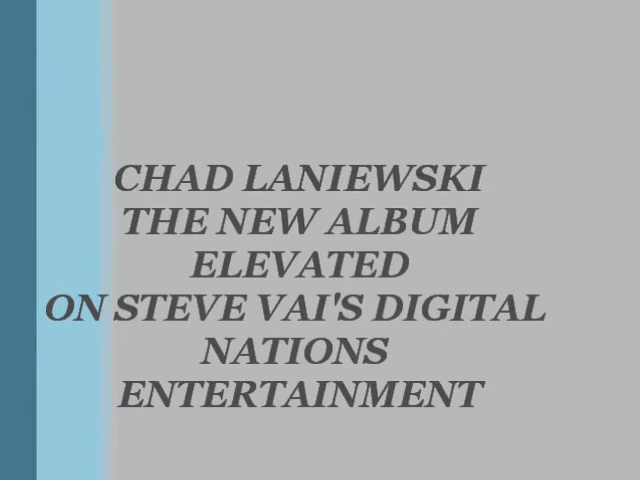 CHAD LANIEWSKI
THE NEW ALBUM
ELEVATED
ON STEVE VAI'S DIGITAL
NATIONS
ENTERTAINMENT